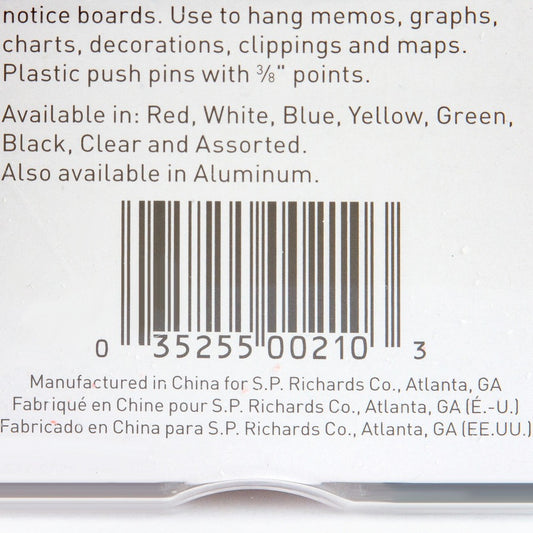 notice boards. Use to hang memos, graphs,
charts, decorations, clippings and maps.
Plastic push pins with ⅜" points.
Available in: Red, White, Blue, Yellow, Green,
Black, Clear and Assorted.
Also available in Aluminum.
0 35255 00210 3
Manufactured in China for S.P. Richards Co., Atlanta, GA
Fabriqué en Chine pour S.P. Richards Co., Atlanta, GA (É.-U.)
Fabricado en China para S.P. Richards Co., Atlanta, GA (EE.UU.)